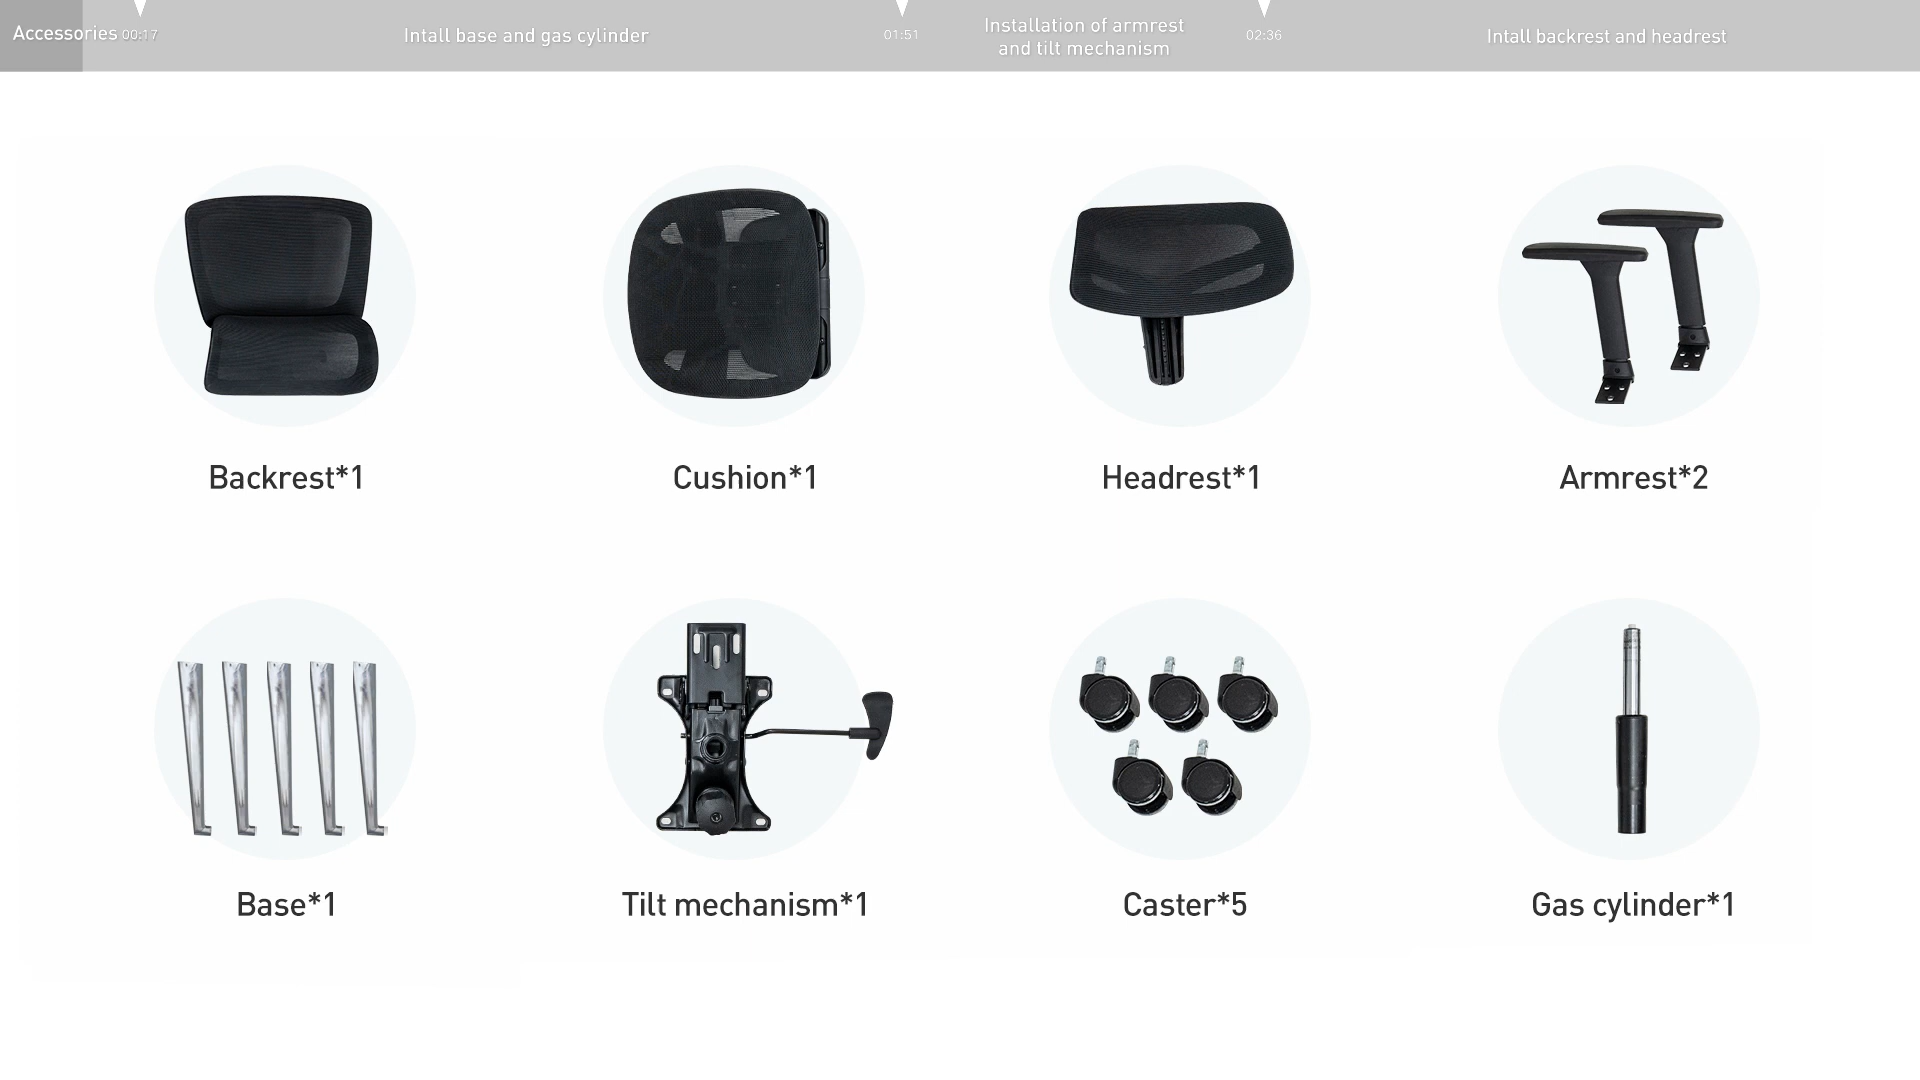 Accessories 00:17
Intall base and gas cylinder
01:51
Installation of armrest
and tilt mechanism
02:36
Intall backrest and headrest
Backrest*1
Cushion*1
Headrest*1
Armrest*2
Base*1
Tilt mechanism*1
Caster*5
Gas cylinder*1